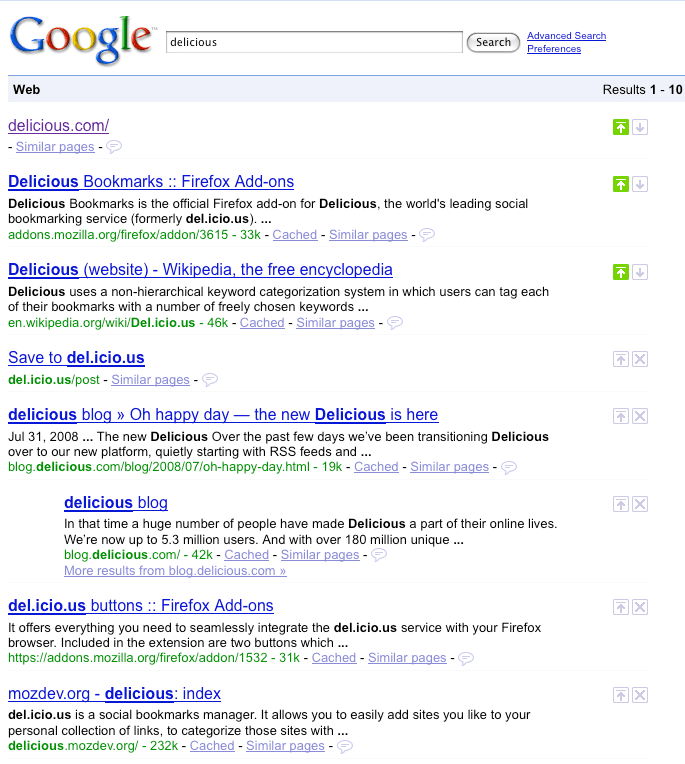 Google™
delicious
Search
Advanced Search
Preferences
Web
Results 1 - 10
delicious.com/
- Similar pages -
Delicious Bookmarks :: Firefox Add-ons
Delicious Bookmarks is the official Firefox add-on for Delicious, the world's leading social
bookmarking service (formerly del.icio.us). ...
addons.mozilla.org/firefox/addon/3615 - 33k - Cached - Similar pages -
Delicious (website) - Wikipedia, the free encyclopedia
Delicious uses a non-hierarchical keyword categorization system in which users can tag each
of their bookmarks with a number of freely chosen keywords ...
en.wikipedia.org/wiki/Del.icio.us - 46k - Cached - Similar pages -
Save to del.icio.us
del.icio.us/post - Similar pages -
delicious blog » Oh happy day — the new Delicious is here
Jul 31, 2008 ... The new Delicious Over the past few days we've been transitioning Delicious
over to our new platform, quietly starting with RSS feeds and ...
blog.delicious.com/blog/2008/07/oh-happy-day.html - 19k - Cached - Similar pages -
delicious blog
In that time a huge number of people have made Delicious a part of their online lives.
We're now up to 5.3 million users. And with over 180 million unique ...
blog.delicious.com/ - 42k - Cached - Similar pages -
More results from blog.delicious.com »
del.icio.us buttons :: Firefox Add-ons
It offers everything you need to seamlessly integrate the del.icio.us service with your Firefox
browser. Included in the extension are two buttons which ...
https://addons.mozilla.org/firefox/addon/1532 - 31k - Cached - Similar pages -
mozdev.org - delicious: index
del.icio.us is a social bookmarks manager. It allows you to easily add sites you like to your
personal collection of links, to categorize those sites with ...
delicious.mozdev.org/ - 232k - Cached - Similar pages -